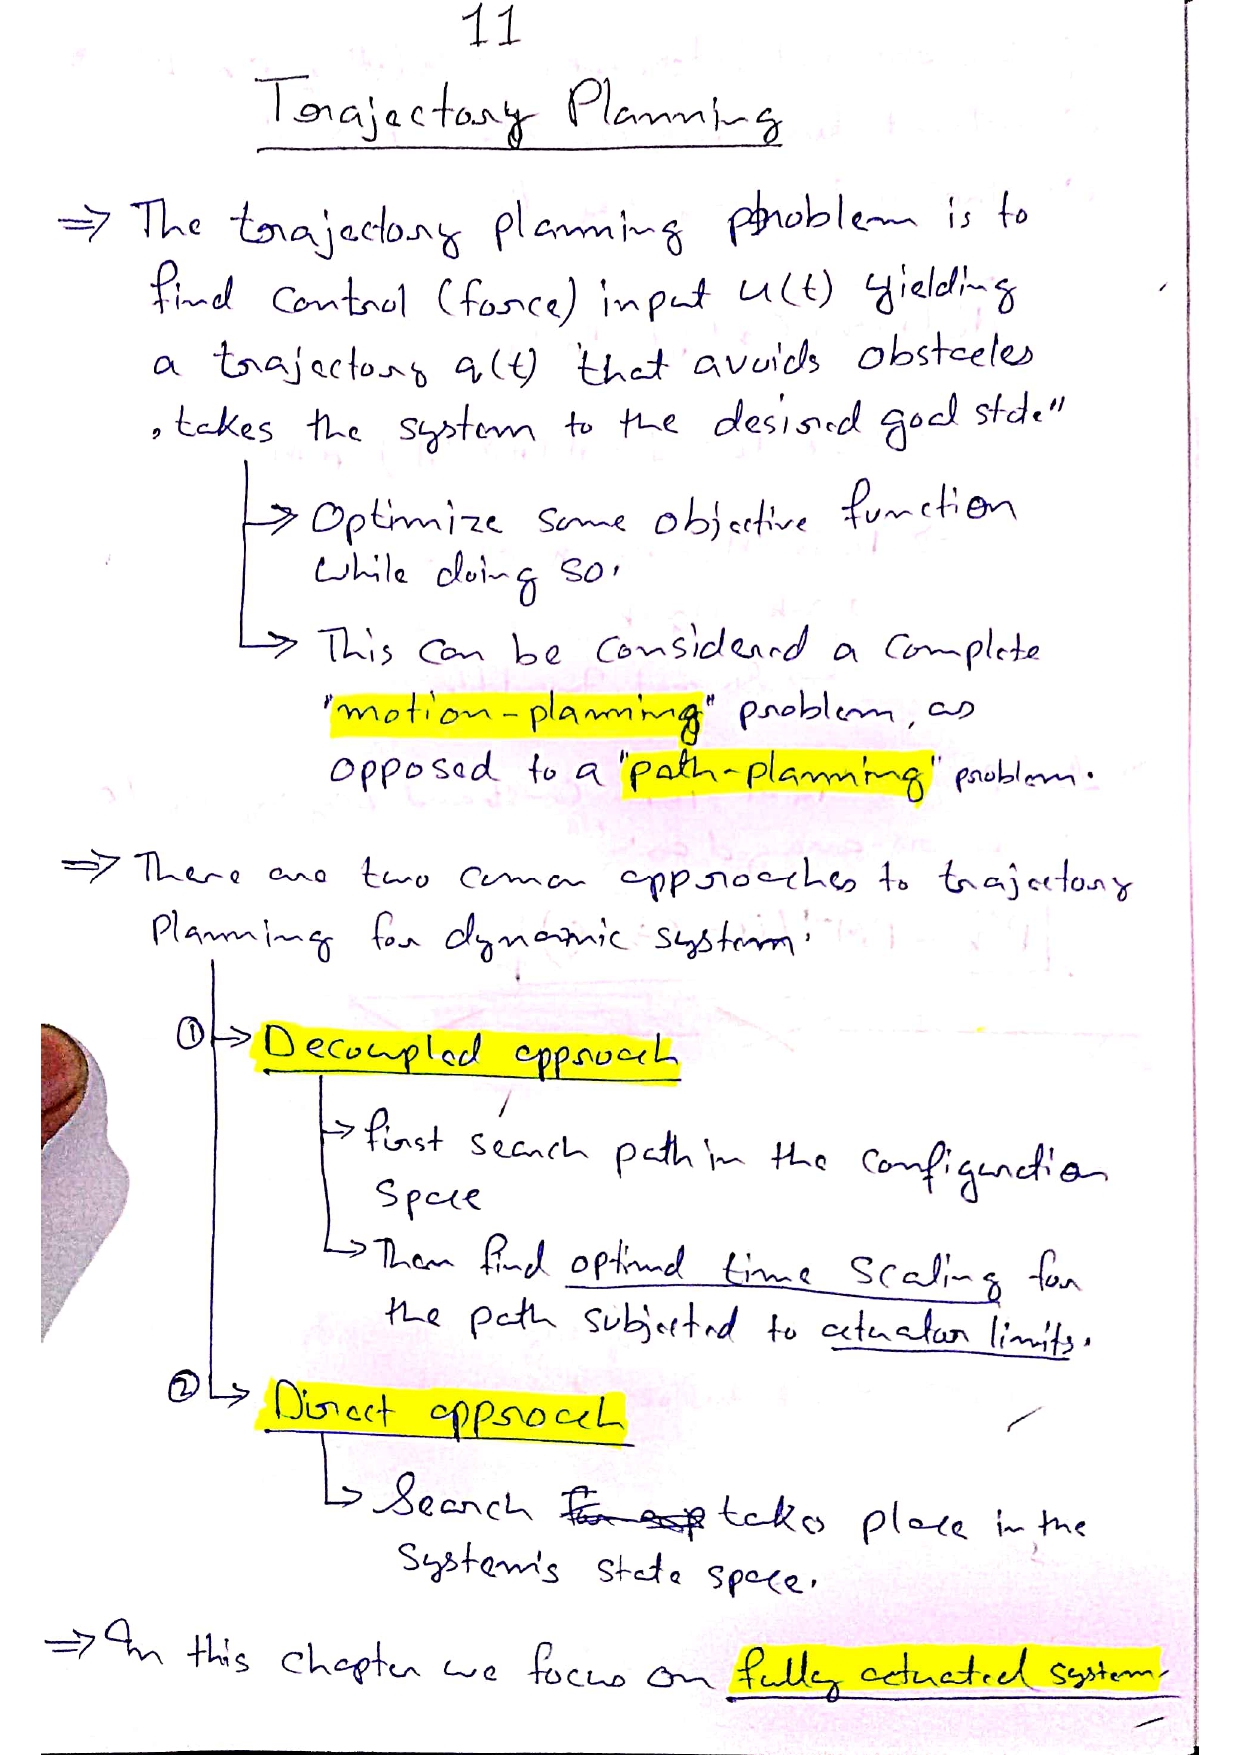 11
Trajectory Planning
⇒ The trajectory planning problem is to
find control (force) input u(t) yielding
a trajectory q(t) that avoids obstacles
, takes the system to the desired goal state"
→ Optimize some objective function
while doing so.
→ This can be considered a complete
"motion-planning" problem, as
opposed to a "path-planning" problem.
⇒ There are two common approaches to trajectory
Planning for dynamic system:
① → Decoupled approach
→ first search path in the configuration
space
→ Then find optimal time scaling for
the path subjected to actuator limits.
② → Direct approach
→ Search takes place in the
System's state space.
⇒ In this chapter we focus on fully actuated system.